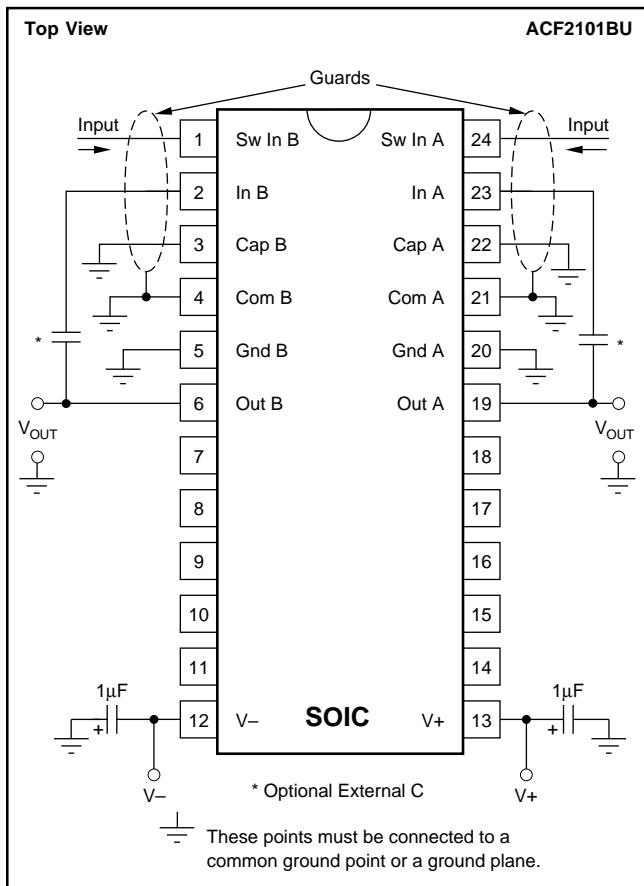 Top View ACF2101BU
Guards
Input Input
1 Sw In B Sw In A 24
2 In B In A 23
3 Cap B Cap A 22
4 Com B Com A 21
* *
5 Gnd B Gnd A 20
6 Out B Out A 19
VOUT VOUT
7 18
8 17
9 16
10 15
11 14
1µF 1µF
12 V– SOIC V+ 13
+ +
V– V+
* Optional External C
These points must be connected to a
common ground point or a ground plane.